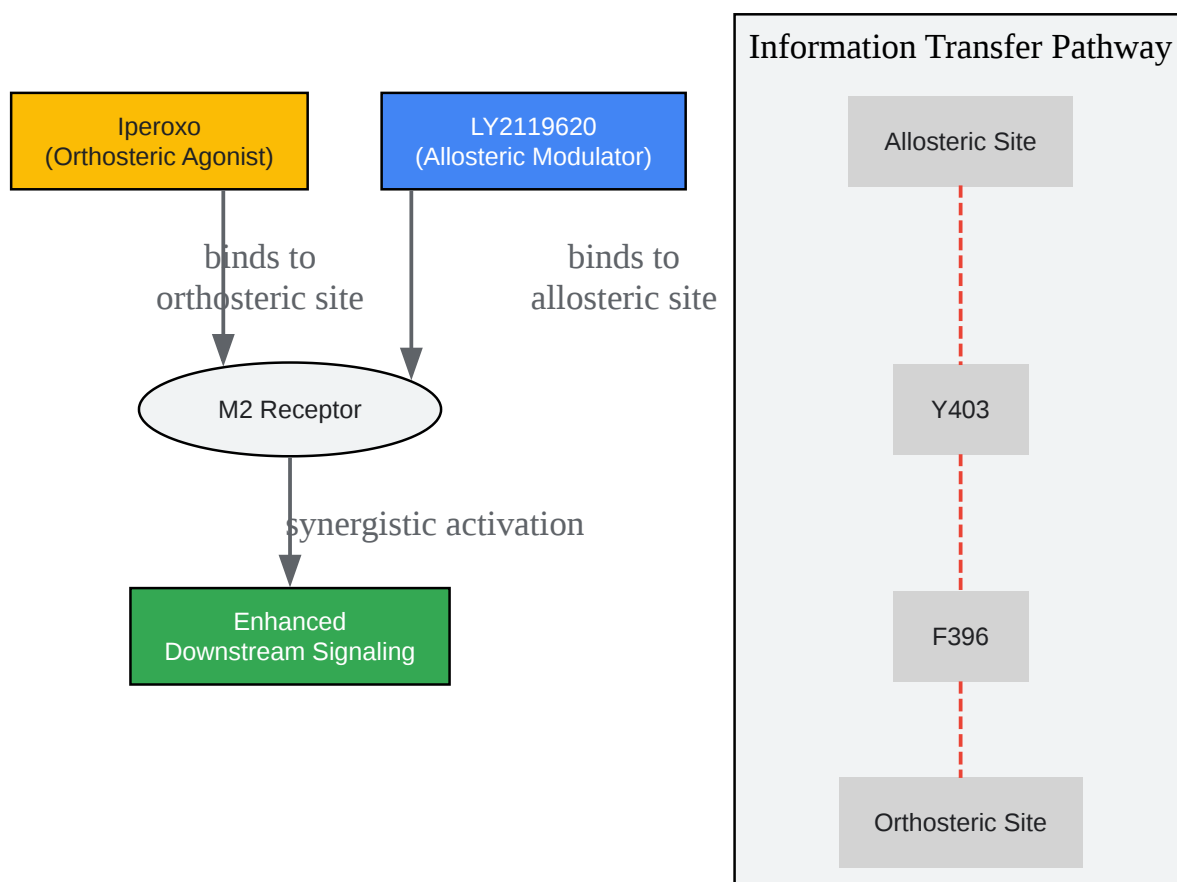 Iperoxo
(Orthosteric Agonist)
LY2119620
(Allosteric Modulator)
binds to
orthosteric site
binds to
allosteric site
M2 Receptor
synergistic activation
Enhanced
Downstream Signaling
Information Transfer Pathway
Allosteric Site
Y403
F396
Orthosteric Site